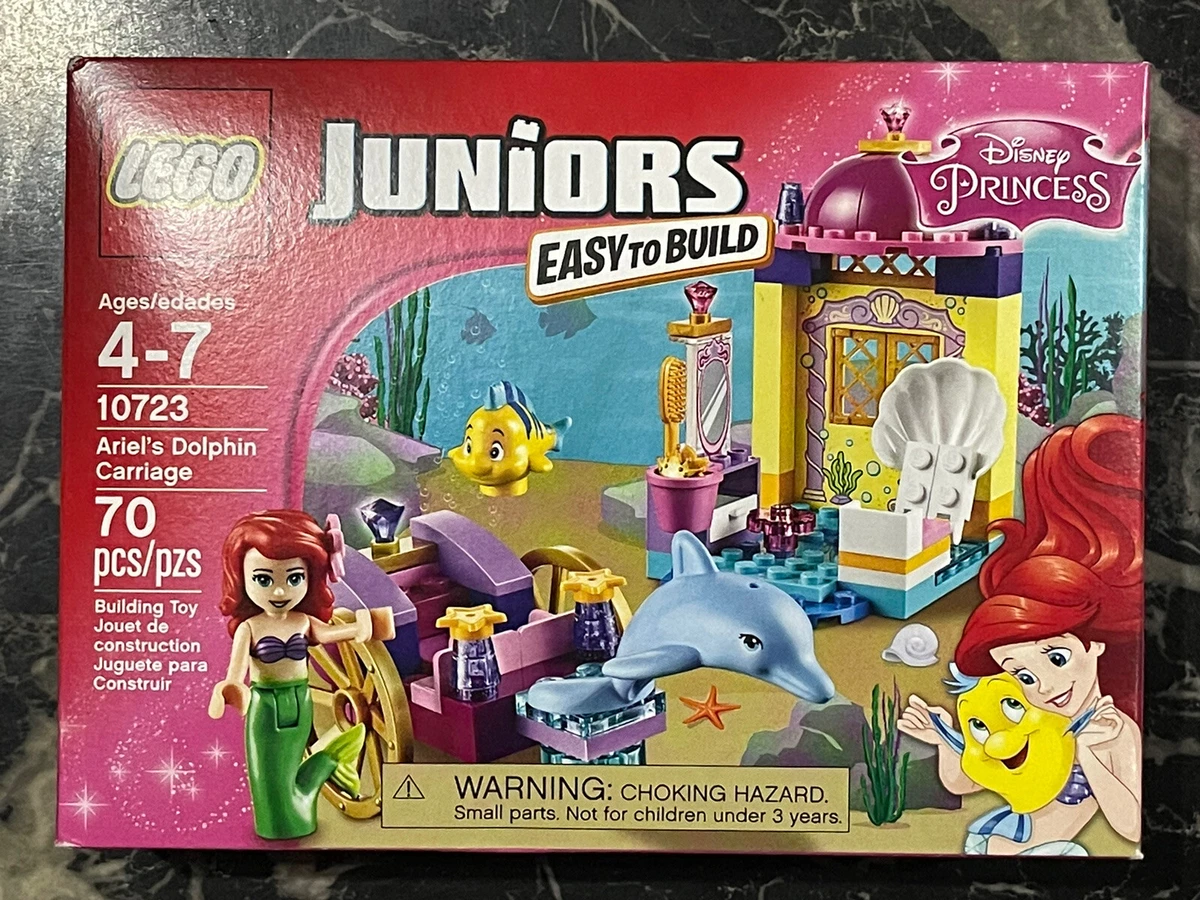 LEGO
JUNiORS
EASY TO BUILD
Disney
PRINCESS
Ages/edades
4-7
10723
Ariel's Dolphin
Carriage
70
pcs/pzs
Building Toy
Jouet de
construction
Juguete para
Construir
WARNING: CHOKING HAZARD.
Small parts. Not for children under 3 years.